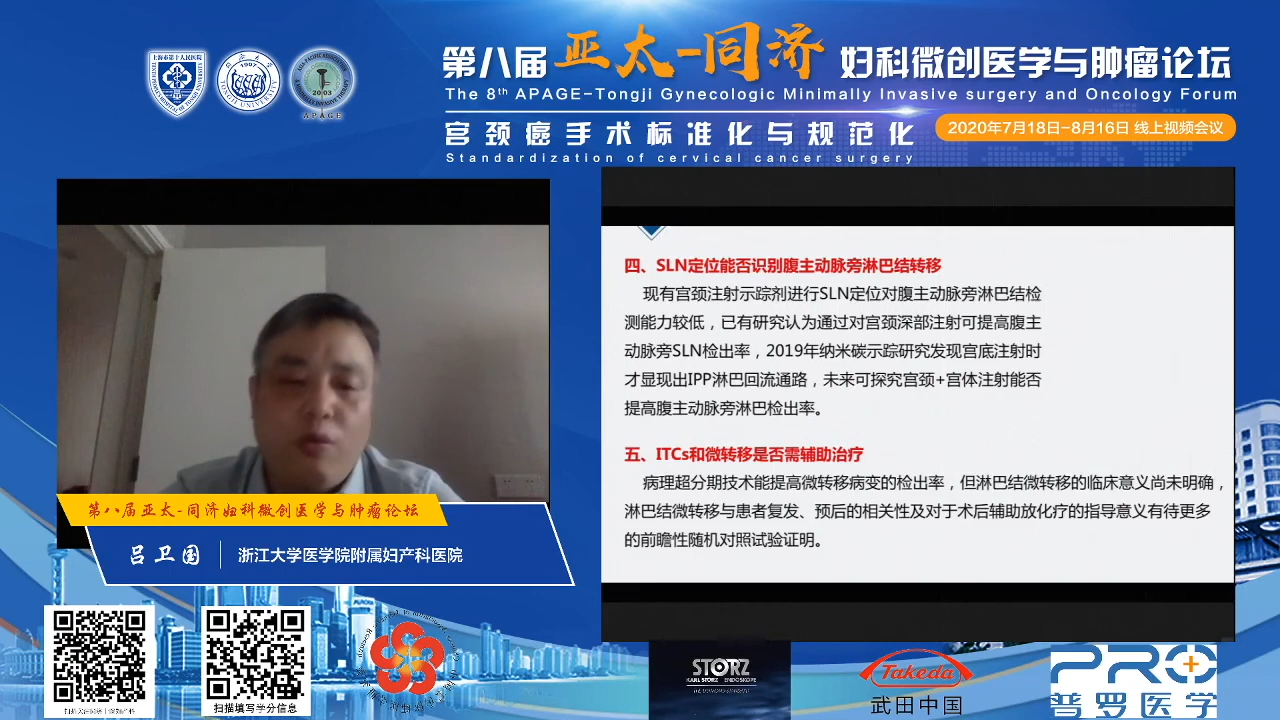 第八届 亚太-同济 妇科微创医学与肿瘤论坛
The 8th APAGE-Tongji Gynecologic Minimally Invasive surgery and Oncology Forum
宫颈癌手术标准化与规范化
2020年7月18日-8月16日 线上视频会议
Standardization of cervical cancer surgery
上海市第十人民医院
1907
TONGJI UNIVERSITY
2003
APAGE
四、SLN定位能否识别腹主动脉旁淋巴结转移
现有宫颈注射示踪剂进行SLN定位对腹主动脉旁淋巴结检
测能力较低，已有研究认为通过对宫颈深部注射可提高腹主
动脉旁SLN检出率，2019年纳米碳示踪研究发现宫底注射时
才显现出IPP淋巴回流通路，未来可探究宫颈+宫体注射能否
提高腹主动脉旁淋巴检出率。
五、ITCs和微转移是否需辅助治疗
病理超分期技术能提高微转移病变的检出率，但淋巴结微转移的临床意义尚未明确，
淋巴结微转移与患者复发、预后的相关性及对于术后辅助放化疗的指导意义有待更多
的前瞻性随机对照试验证明。
第八届亚太-同济妇科微创医学与肿瘤论坛
吕卫国 浙江大学医学院附属妇产科医院
扫描填写学分信息
STORZ
KARL STORZ—ENDOSKOPE
Takeda
武田中国
PRO
普罗医学